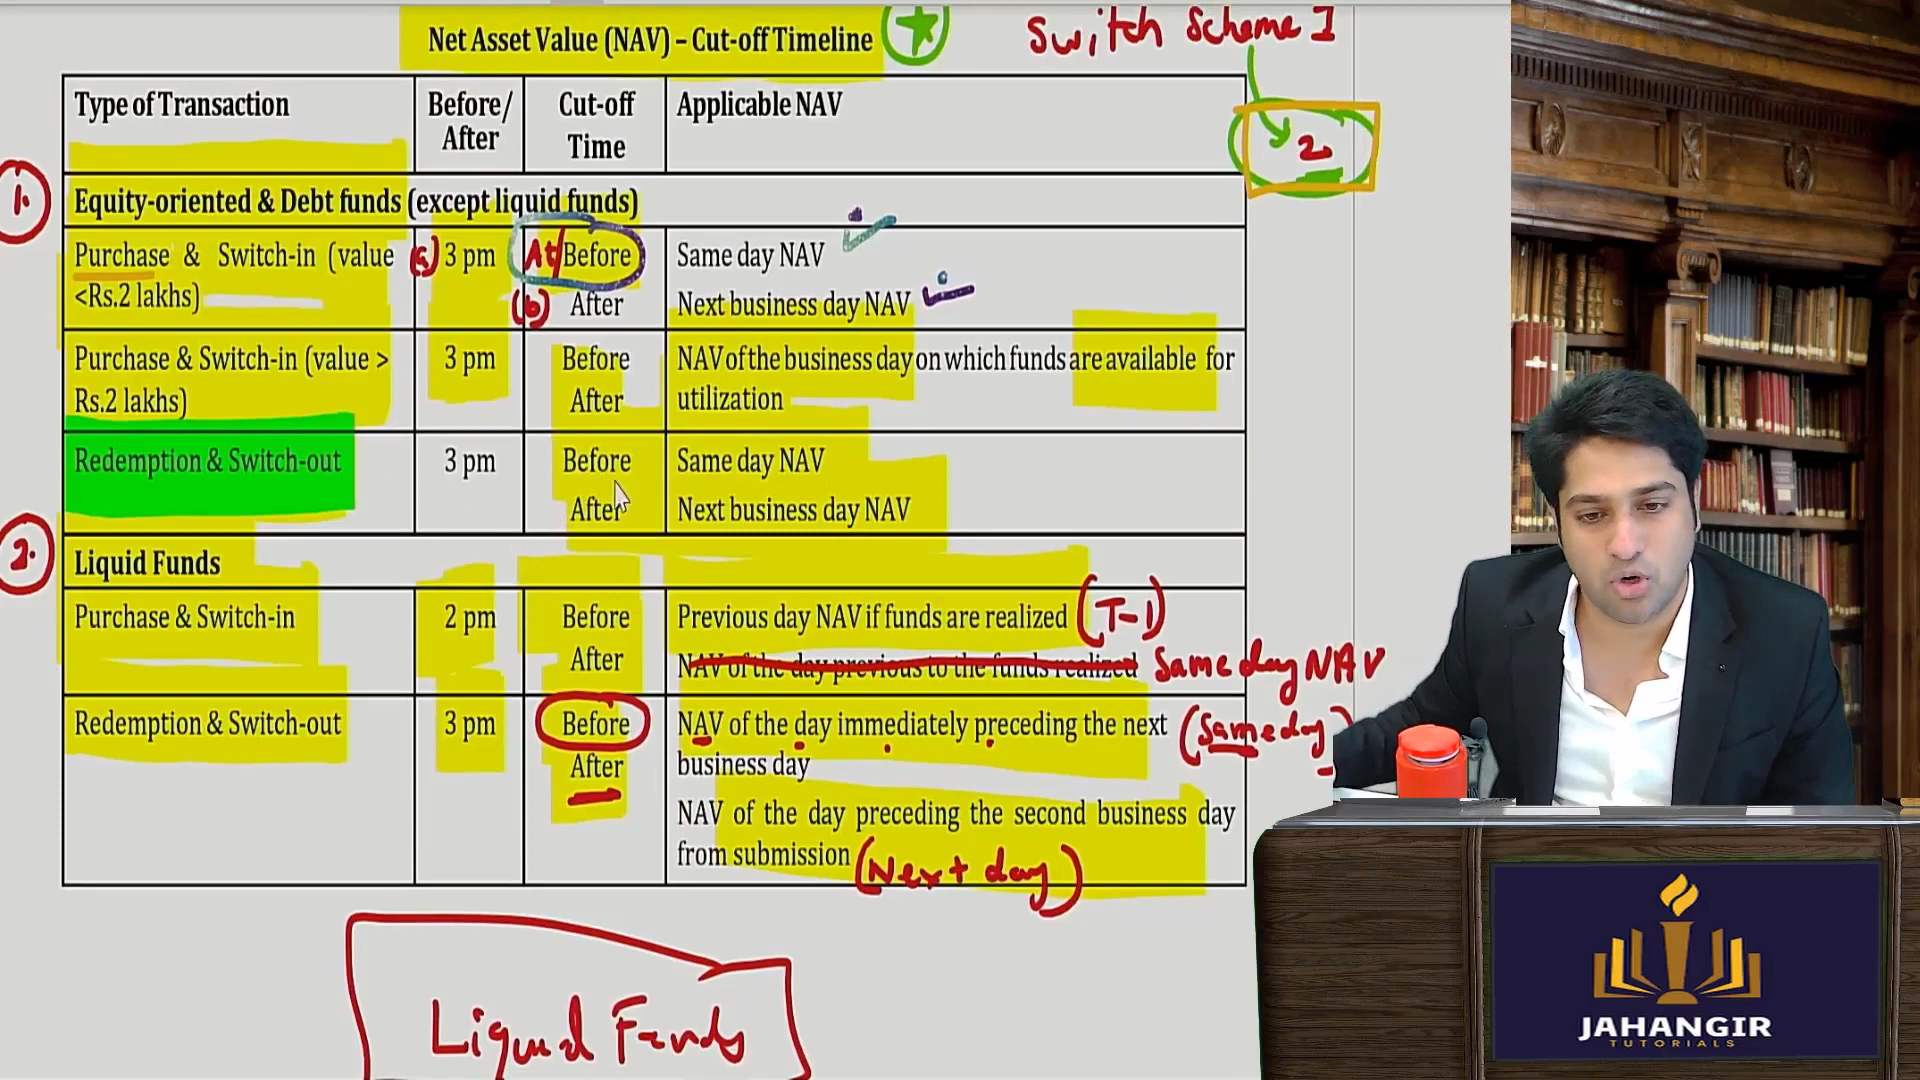 Net Asset Value (NAV) – Cut-off Timeline
Switch Scheme 1
2
Type of Transaction
Before/
After
Cut-off
Time
Applicable NAV
1.
Equity-oriented & Debt funds (except liquid funds)
Purchase & Switch-in (value
<Rs.2 lakhs)
(a) 3 pm
At/Before
Same day NAV
(b) After
Next business day NAV
Purchase & Switch-in (value >
Rs.2 lakhs)
3 pm
Before
After
NAV of the business day on which funds are available for
utilization
Redemption & Switch-out
3 pm
Before
Same day NAV
After
Next business day NAV
2.
Liquid Funds
Purchase & Switch-in
2 pm
Before
Previous day NAV if funds are realized (T-1)
After
NAV of the day previous to the funds realized Same day NAV
Redemption & Switch-out
3 pm
Before
After
NAV of the day immediately preceding the next (Same day)
business day
NAV of the day preceding the second business day
from submission (Next day)
Liquid Funds
JAHANGIR
TUTORIALS